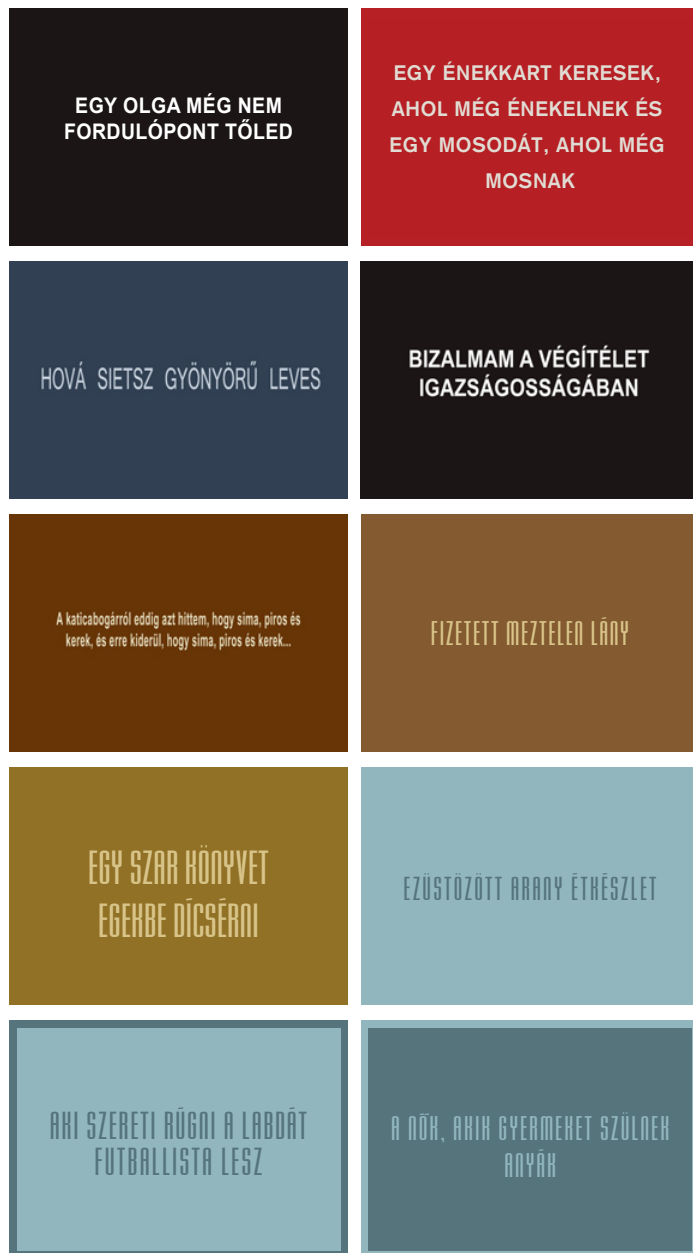 EGY OLGA MÉG NEM
FORDULÓPONT TŐLED
EGY ÉNEKKART KERESEK,
AHOL MÉG ÉNEKELNEK ÉS
EGY MOSODÁT, AHOL MÉG
MOSNAK
HOVÁ SIETSZ GYÖNYÖRŰ LEVES
BIZALMAM A VÉGÍTÉLET
IGAZSÁGOSSÁGÁBAN
A katicabogárról eddig azt hittem, hogy sima, piros és
kerek, és erre kiderül, hogy sima, piros és kerek...
FIZETETT MEZTELEN LÁNY
EGY SZAR KÖNYVET
EGEKBE DÍCSÉRNI
EZÜSTÖZÖTT ARANY ÉTKÉSZLET
AKI SZERETI RÚGNI A LABDÁT
FUTBALLISTA LESZ
A NŐK, AKIK GYERMEKET SZÜLNEK
ANYÁK